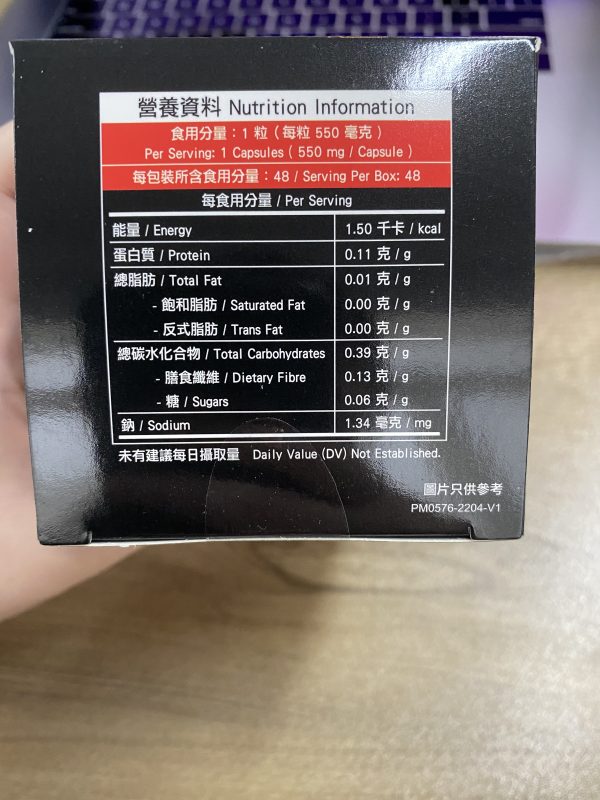 營養資料 Nutrition Information
食用分量：1 粒（每粒 550 毫克）
Per Serving: 1 Capsules ( 550 mg / Capsule )
每包裝所含食用分量：48 / Serving Per Box: 48
每食用分量 / Per Serving
能量 / Energy 1.50 千卡 / kcal
蛋白質 / Protein 0.11 克 / g
總脂肪 / Total Fat 0.01 克 / g
- 飽和脂肪 / Saturated Fat 0.00 克 / g
- 反式脂肪 / Trans Fat 0.00 克 / g
總碳水化合物 / Total Carbohydrates 0.39 克 / g
- 膳食纖維 / Dietary Fibre 0.13 克 / g
- 糖 / Sugars 0.06 克 / g
鈉 / Sodium 1.34 毫克 / mg
未有建議每日攝取量 Daily Value (DV) Not Established.
圖片只供參考
PM0576-2204-V1